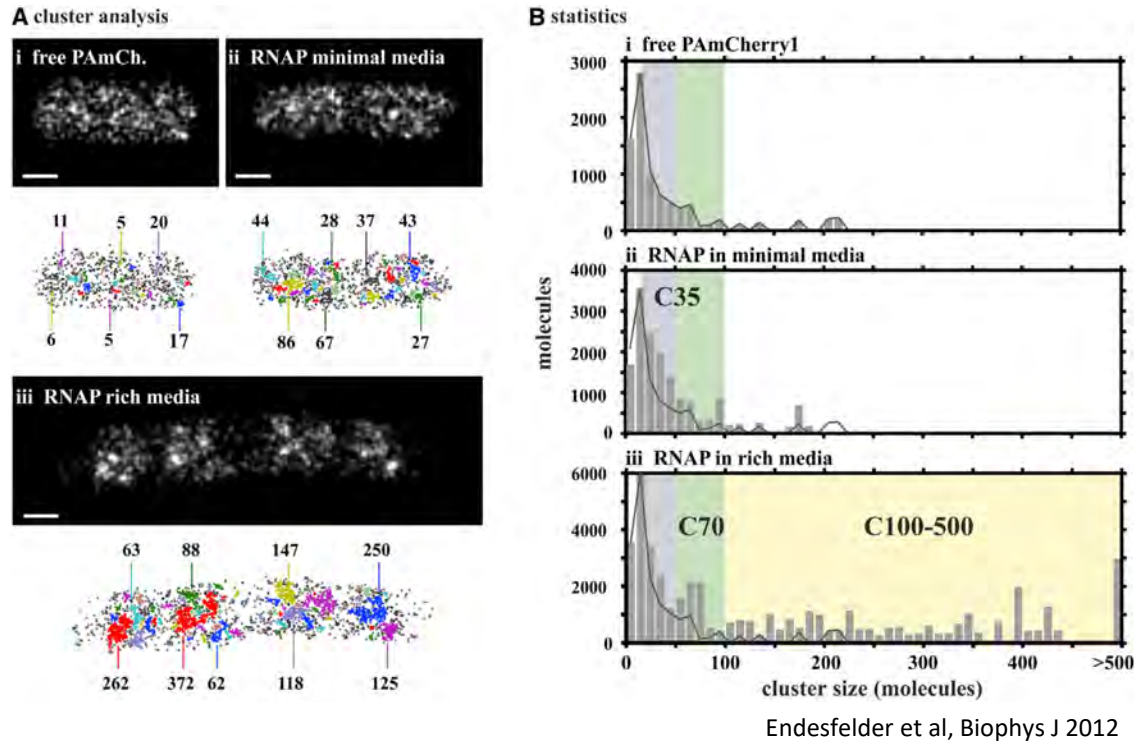 A cluster analysis
i free PAmCh.
ii RNAP minimal media
11 5 20
6 5 17
44 28 37 43
86 67 27
iii RNAP rich media
63 88 147 250
262 372 62 118 125
B statistics
i free PAmCherry1
3000
2000
1000
0
ii RNAP in minimal media
4000
3000
2000
1000
0
C35
molecules
iii RNAP in rich media
6000
4000
2000
0
C70
C100-500
0 100 200 300 400 >500
cluster size (molecules)
Endesfelder et al, Biophys J 2012